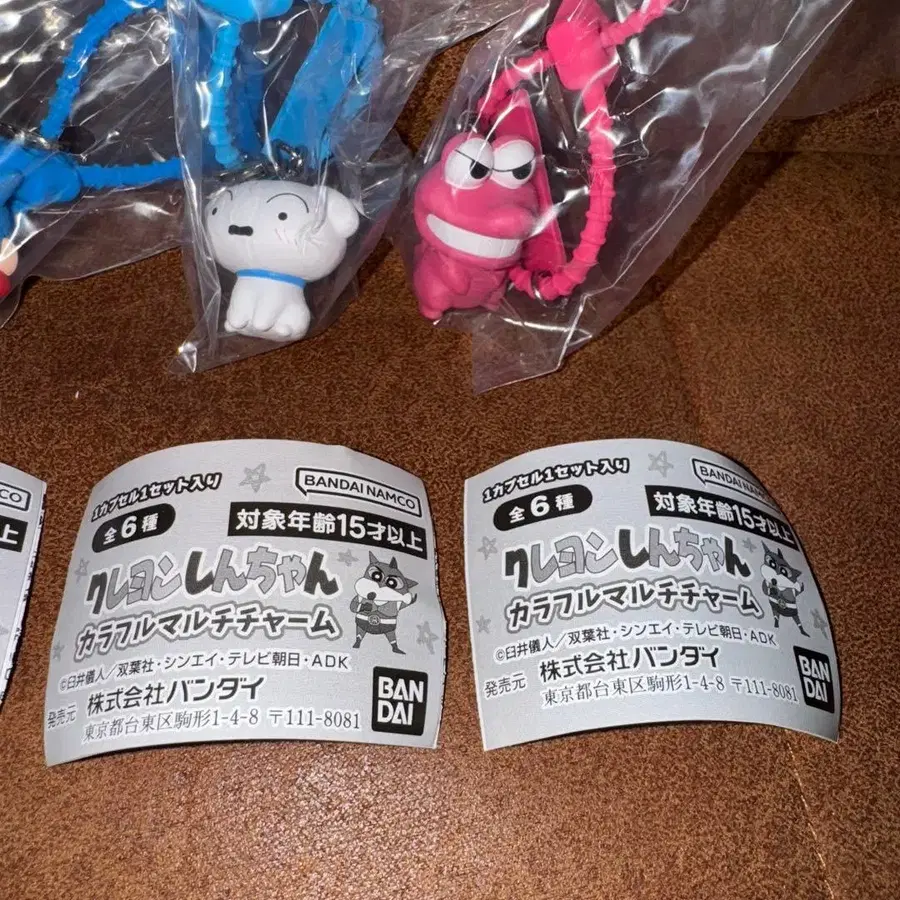 NAMCO
上
1カプセル1セット入り
BANDAI NAMCO
全6種
対象年齢15才以上
クレヨンしんちゃん
カラフルマルチチャーム
©臼井儀人／双葉社・シンエイ・テレビ朝日・ADK
発売元 株式会社バンダイ
東京都台東区駒形1-4-8 〒111-8081
BAN
DAI
1カプセル1セット入り
BANDAI NAMCO
全6種
対象年齢15才以上
クレヨンしんちゃん
カラフルマルチチャーム
©臼井儀人／双葉社・シンエイ・テレビ朝日・ADK
発売元 株式会社バンダイ
東京都台東区駒形1-4-8 〒111-8081
BAN
DAI